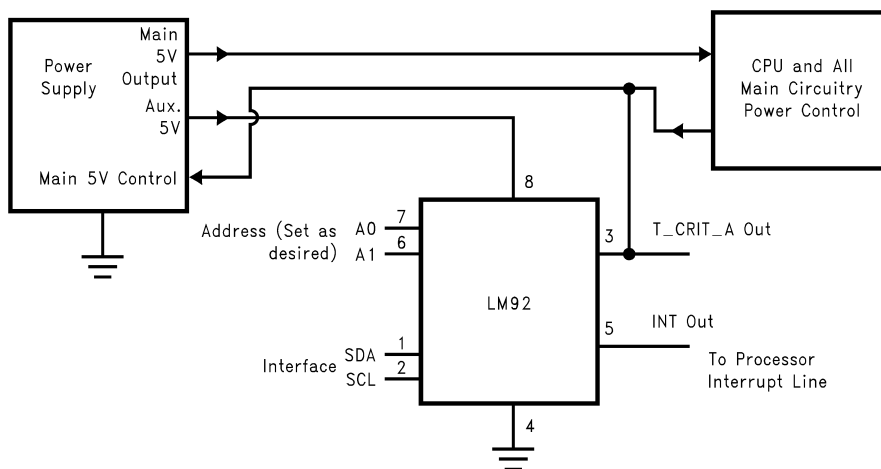 Main
5V
Output
Power
Supply
Aux.
5V
Main 5V Control
CPU and All
Main Circuitry
Power Control
8
Address (Set as
desired)
A0
7
A1
6
3
T_CRIT_A Out
LM92
5
INT Out
To Processor
Interrupt Line
Interface
SDA
1
SCL
2
4